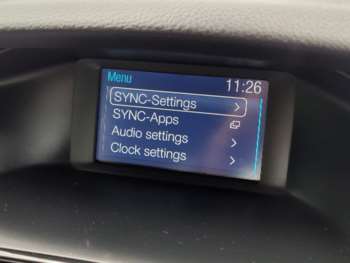 Menu
11:26
SYNC-Settings
SYNC-Apps
Audio settings
Clock settings